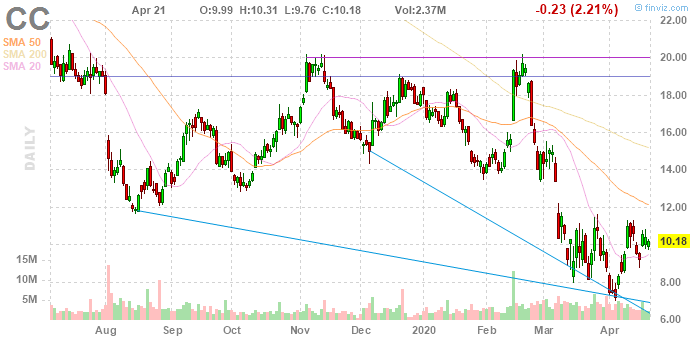 CC Apr 21 O:9.99 H:10.31 L:9.76 C:10.18 Vol:2.37M -0.23 (2.21%)
© finviz.com
SMA 50
SMA 200
SMA 20
DAILY
22.00
20.00
18.00
16.00
14.00
12.00
10.18
8.00
6.00
15M
10M
5M
Aug Sep Oct Nov Dec 2020 Feb Mar Apr